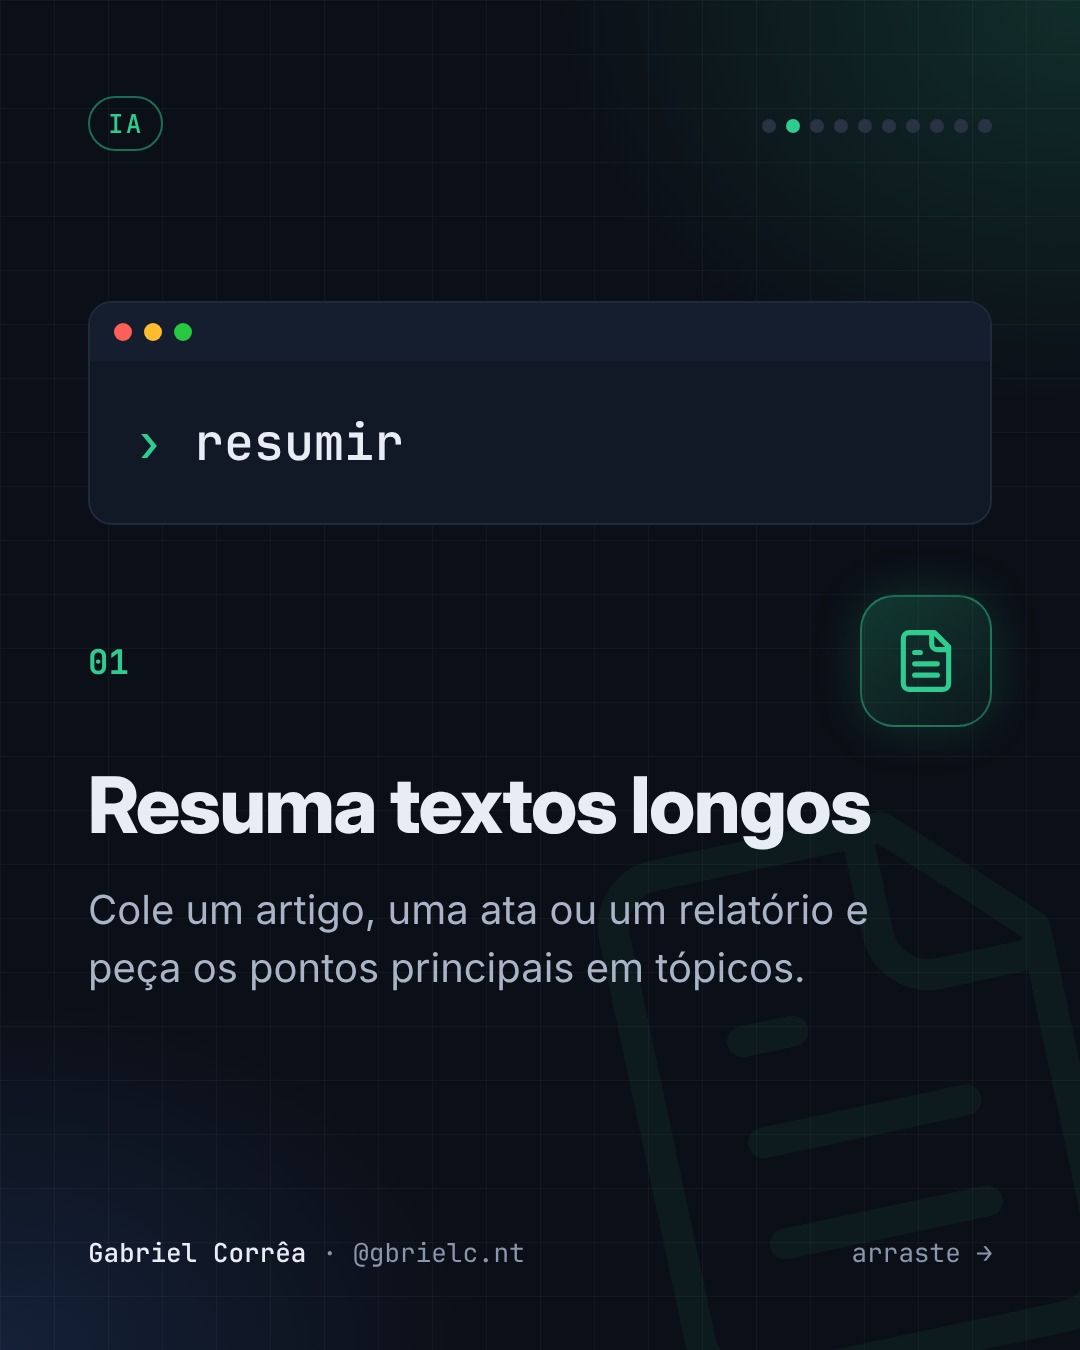 IA
› resumir
01
Resuma textos longos
Cole um artigo, uma ata ou um relatório e
peça os pontos principais em tópicos.
Gabriel Corrêa · @gbrielc.nt
arraste →